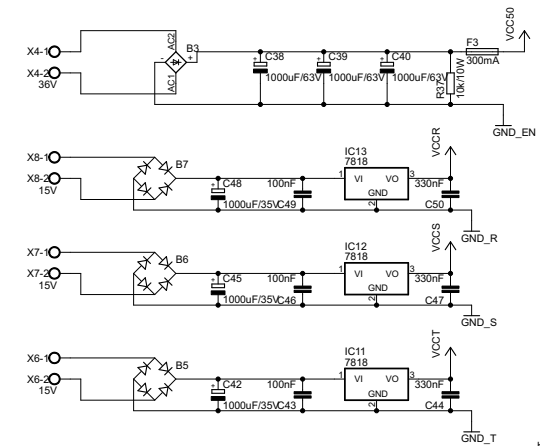 VCC50
X4-1
AC2
B3
F3
300mA
X4-2
36V
AC1
- +
+ C38
1000uF/63V
+ C39
1000uF/63V
+ C40
1000uF/63V
R37
10k/10W
GND_EN
X8-1
X8-2
15V
B7
+ C48
1000uF/35V
100nF
C49
IC13
7818
1 VI VO 3
GND
2
330nF
C50
VCCR
GND_R
X7-1
X7-2
15V
B6
+ C45
1000uF/35V
100nF
C46
IC12
7818
1 VI VO 3
GND
2
330nF
C47
VCCS
GND_S
X6-1
X6-2
15V
B5
+ C42
1000uF/35V
100nF
C43
IC11
7818
1 VI VO 3
GND
2
330nF
C44
VCCT
GND_T